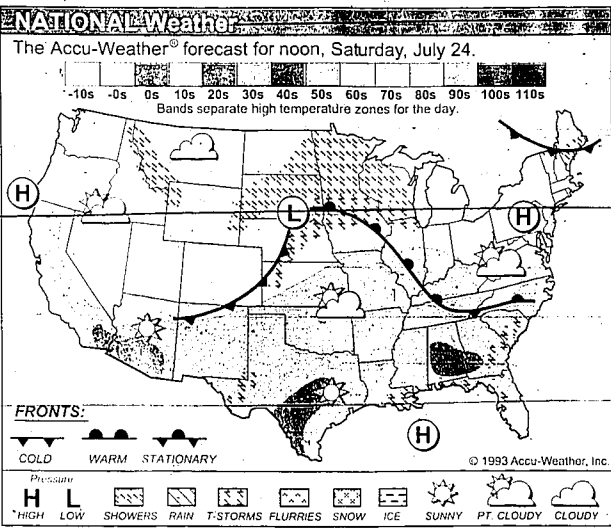 NATIONAL Weather
The Accu-Weather® forecast for noon, Saturday, July 24.
-10s -0s 0s 10s 20s 30s 40s 50s 60s 70s 80s 90s 100s 110s
Bands separate high temperature zones for the day.
H
L
H
H
FRONTS:
COLD WARM STATIONARY
© 1993 Accu-Weather, Inc.
Pressure
H L
HIGH LOW SHOWERS RAIN T-STORMS FLURRIES SNOW ICE SUNNY PT. CLOUDY CLOUDY